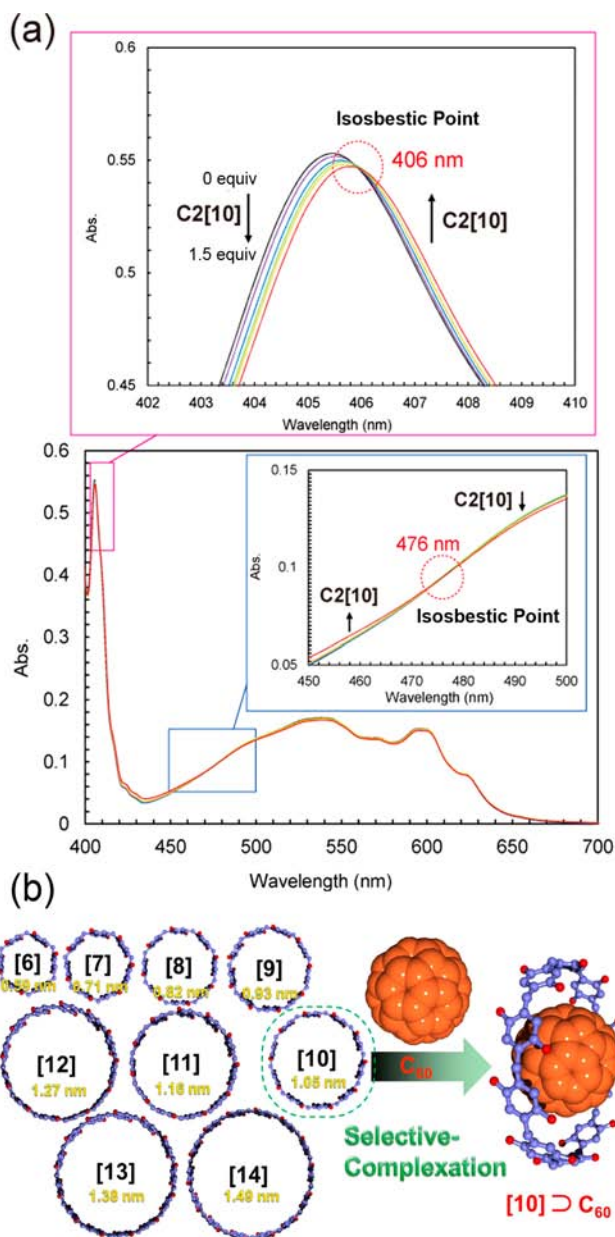 (a)
0.6
0.55
0.5
0.45
Abs.
Isosbestic Point
406 nm
0 equiv
C2[10]
1.5 equiv
C2[10]
402 403 404 405 406 407 408 409 410
Wavelength (nm)
0.6
0.5
0.4
0.3
0.2
0.1
0
Abs.
0.15
0.1
0.05
Abs.
C2[10]
476 nm
C2[10]
Isosbestic Point
450 460 470 480 490 500
Wavelength (nm)
400 450 500 550 600 650 700
Wavelength (nm)
(b)
[6] [7] [8] [9]
0.59 nm 0.71 nm 0.82 nm 0.93 nm
[12] [11] [10]
1.27 nm 1.16 nm 1.05 nm
C60
Selective-
Complexation
[13] [14]
1.38 nm 1.49 nm
[10] ⊃ C60